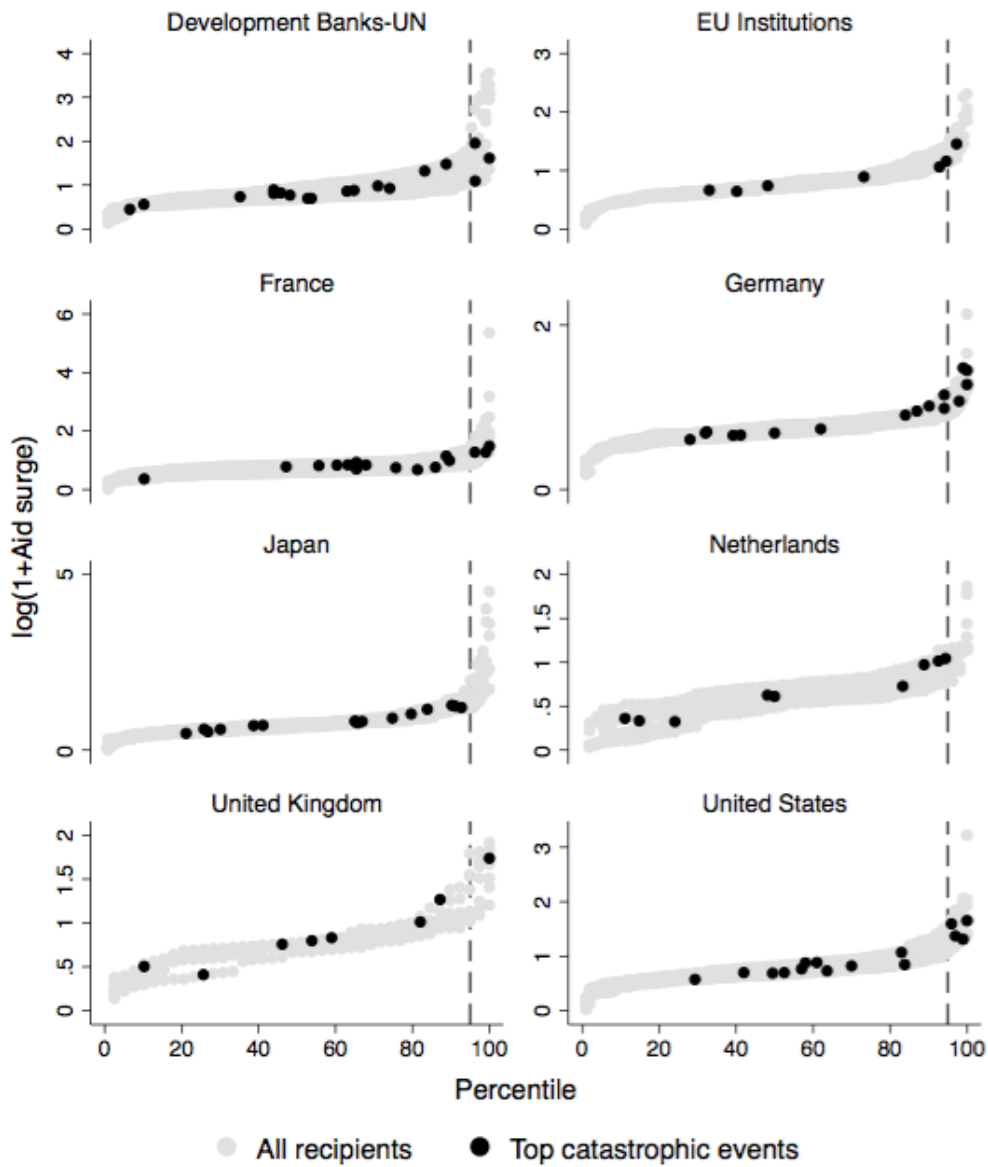 Development Banks-UN
EU Institutions
4
3
2
1
0
3
2
1
0
France
Germany
6
4
2
0
2
0
log(1+Aid surge)
Japan
Netherlands
5
0
2
1.5
1
.5
0
United Kingdom
United States
2
1.5
1
.5
0
3
2
1
0
0 20 40 60 80 100
0 20 40 60 80 100
Percentile
All recipients
Top catastrophic events